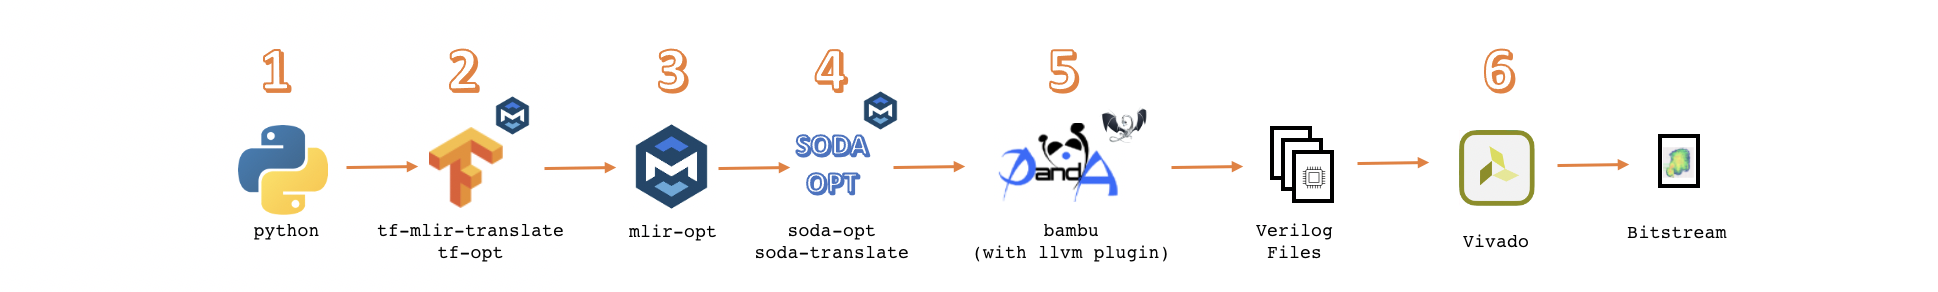 1 2 3 4 5 6
SODA
OPT
PandA
python
tf-mlir-translate
tf-opt
mlir-opt
soda-opt
soda-translate
bambu
(with llvm plugin)
Verilog
Files
Vivado
Bitstream